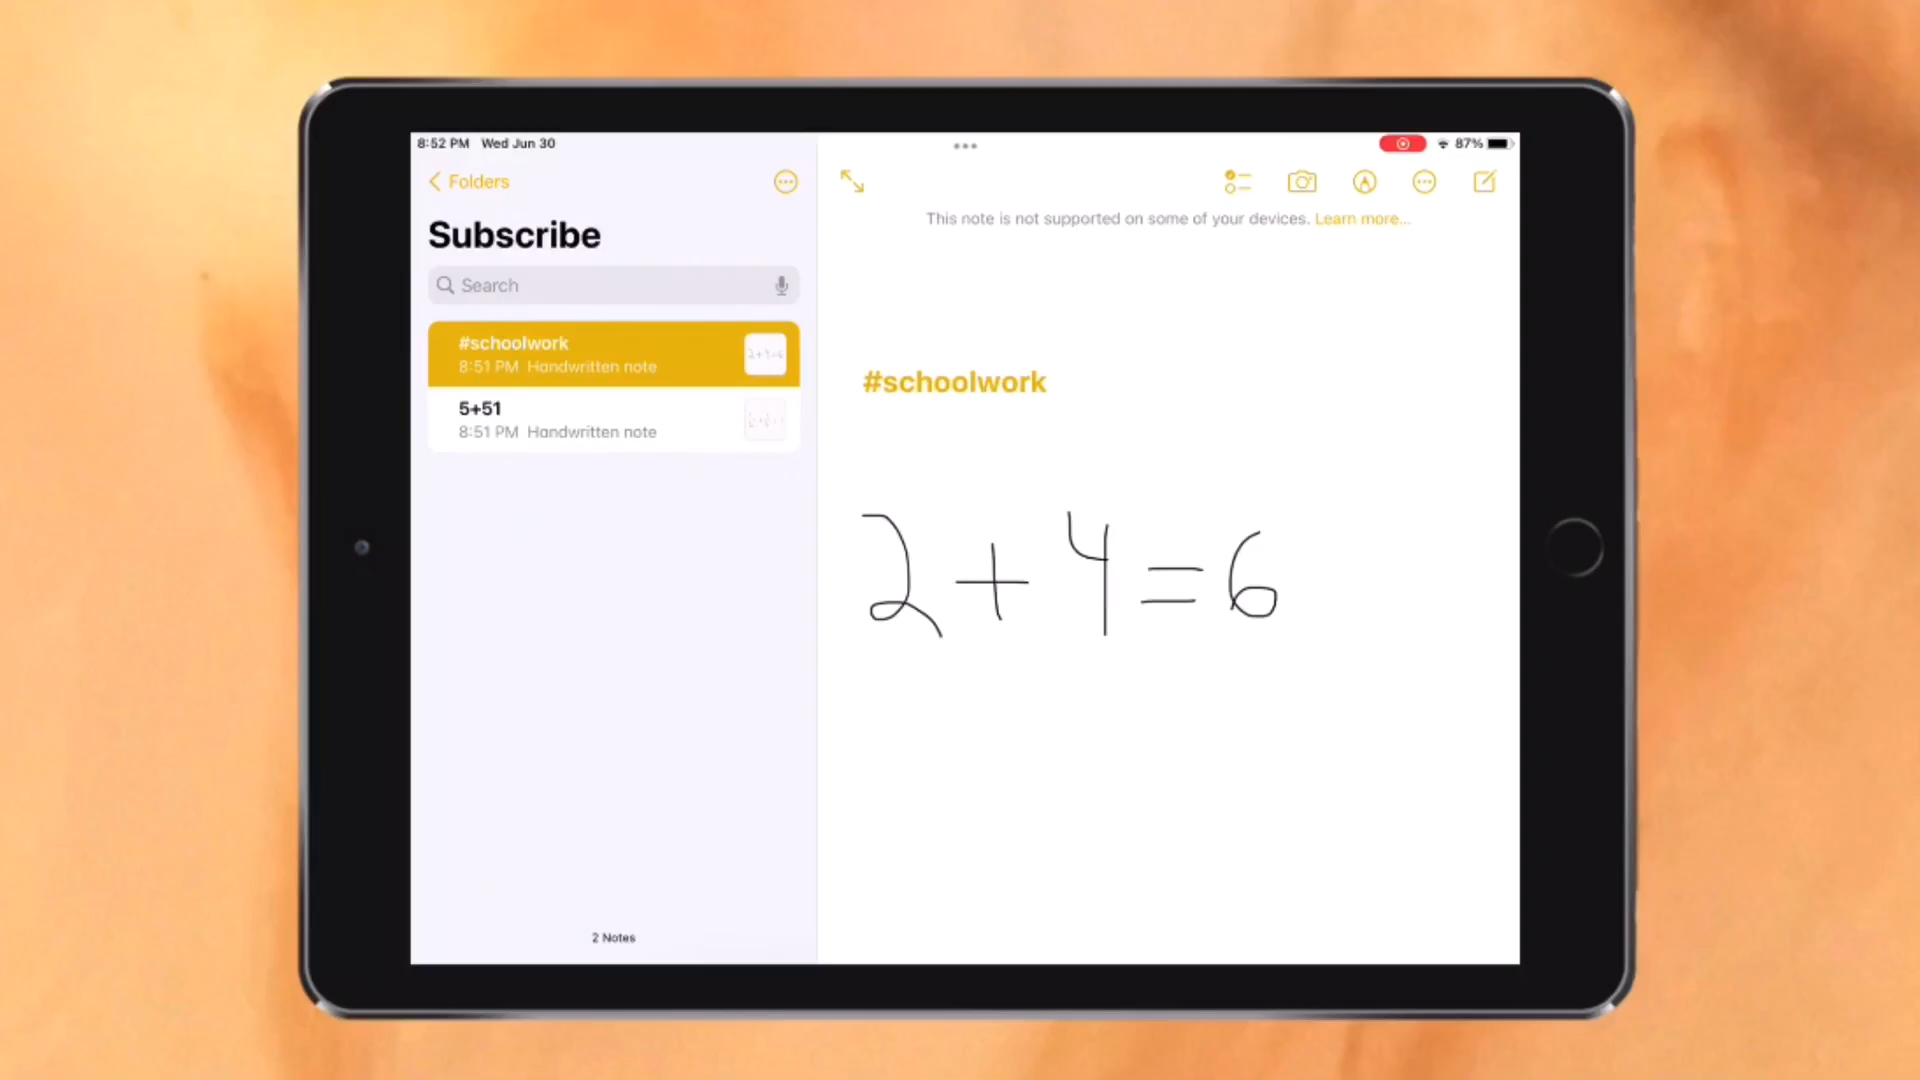 8:52 PM Wed Jun 30
87%
Folders
This note is not supported on some of your devices. Learn more...
Subscribe
Search
#schoolwork
8:51 PM Handwritten note
5+51
8:51 PM Handwritten note
#schoolwork
2+4=6
2 Notes